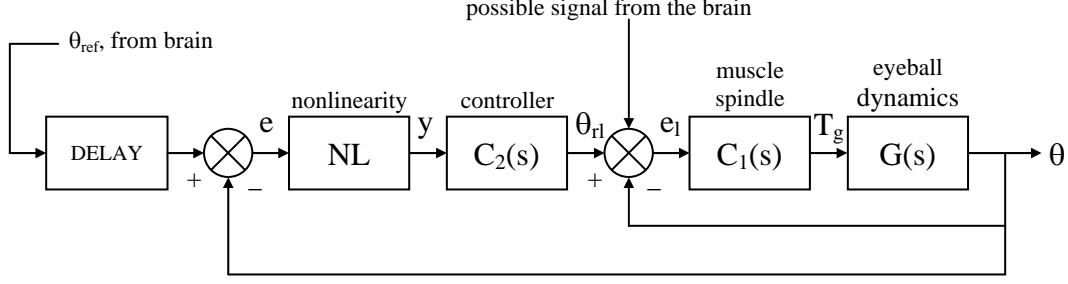 possible signal from the brain
θref, from brain
muscle
spindle
eyeball
dynamics
nonlinearity
controller
e
y
θrl
el
Tg
DELAY
NL
C2(s)
C1(s)
G(s)
θ
+
−
+
−